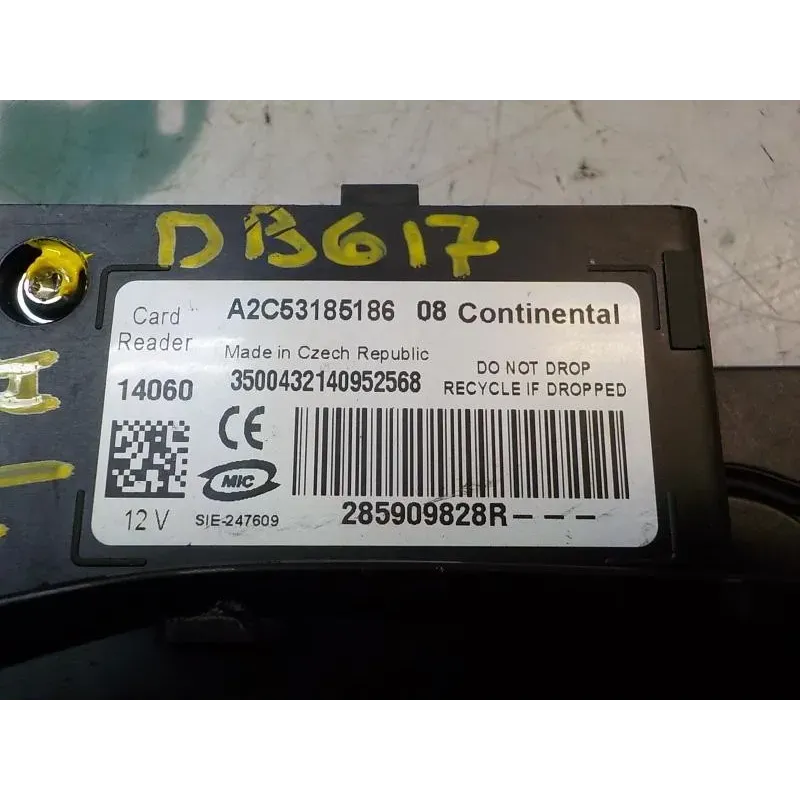 DBG17
Card Reader
A2C53185186 08 Continental
Made in Czech Republic
14060
3500432140952568
DO NOT DROP
RECYCLE IF DROPPED
CE
MIC
12 V
SIE-247609
285909828R---